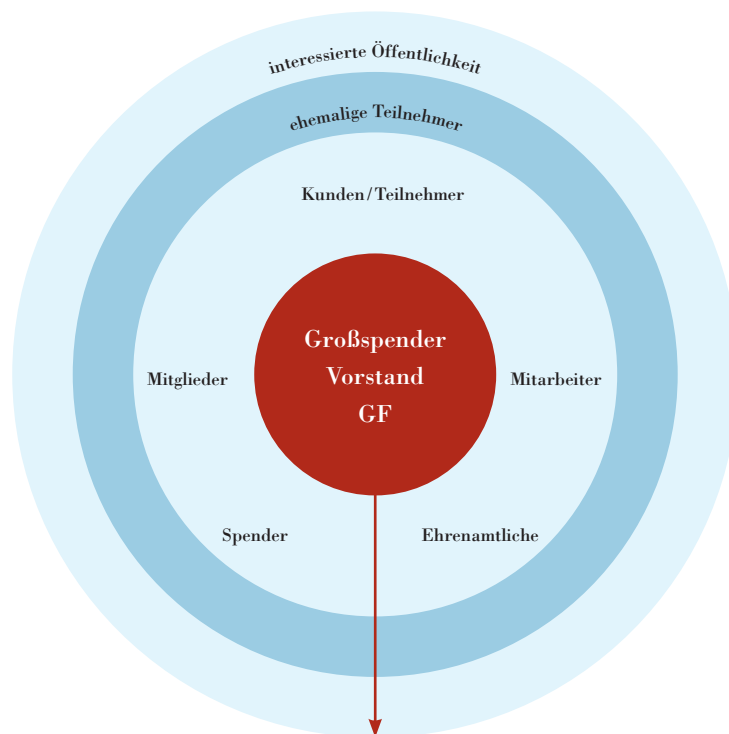 interessierte Öffentlichkeit
ehemalige Teilnehmer
Kunden/Teilnehmer
Großspender
Vorstand
GF
Mitglieder
Mitarbeiter
Spender
Ehrenamtliche